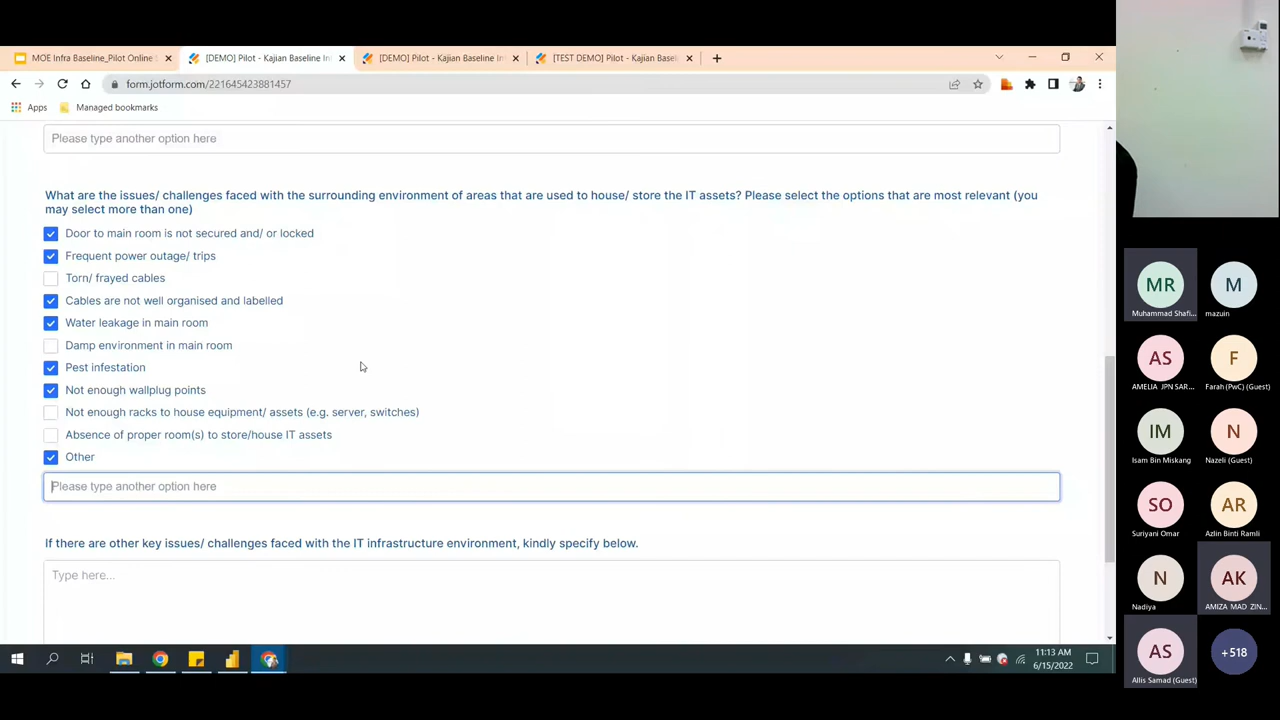 MOE Infra Baseline_Pilot Online
[DEMO] Pilot - Kajian Baseline In
[DEMO] Pilot - Kajian Baseline In
[TEST DEMO] Pilot - Kajian Basel
form.jotform.com/221645423881457
Apps
Managed bookmarks
Please type another option here
What are the issues/ challenges faced with the surrounding environment of areas that are used to house/ store the IT assets? Please select the options that are most relevant (you
may select more than one)
Door to main room is not secured and/ or locked
Frequent power outage/ trips
Torn/ frayed cables
Cables are not well organised and labelled
Water leakage in main room
Damp environment in main room
Pest infestation
Not enough wallplug points
Not enough racks to house equipment/ assets (e.g. server, switches)
Absence of proper room(s) to store/house IT assets
Other
Please type another option here
If there are other key issues/ challenges faced with the IT infrastructure environment, kindly specify below.
Type here...
11:13 AM
6/15/2022
MR
Muhammad Shafi...
M
mazuin
AS
AMELIA JPN SAR...
F
Farah (PwC) (Guest)
IM
Isam Bin Miskang
N
Nazeli (Guest)
SO
Suriyani Omar
AR
Azlin Binti Ramli
N
Nadiya
AK
AMIZA MAD ZIN...
AS
Allis Samad (Guest)
+518